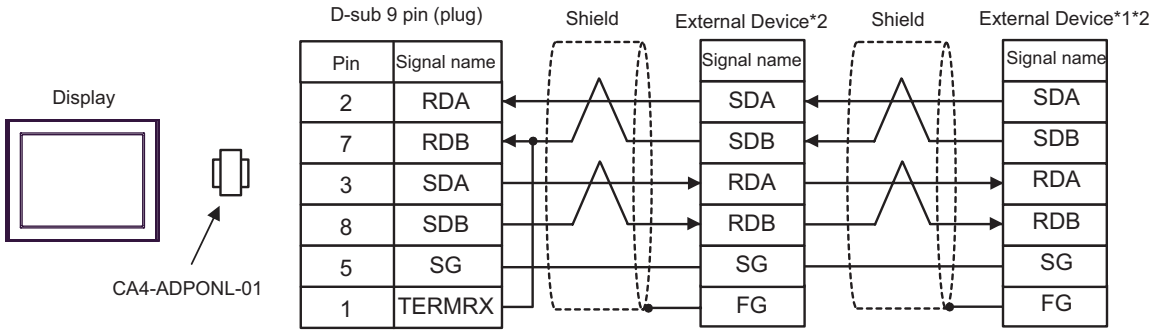 D-sub 9 pin (plug) Shield External Device*2 Shield External Device*1*2
Pin Signal name Signal name Signal name
Display
2 RDA SDA SDA
7 RDB SDB SDB
3 SDA RDA RDA
8 SDB RDB RDB
5 SG SG SG
CA4-ADPONL-01
1 TERMRX FG FG